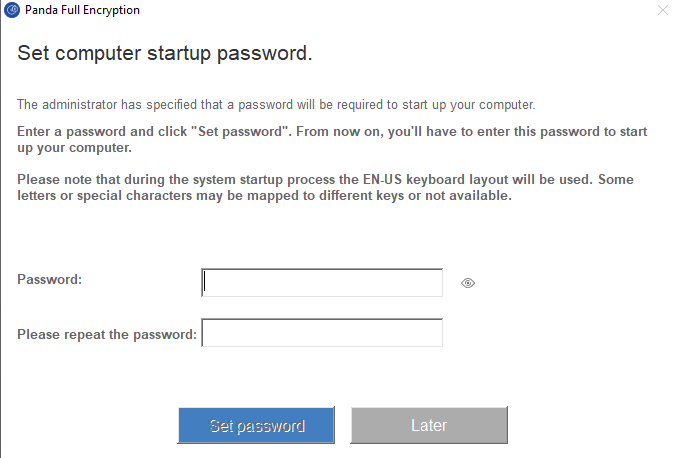 Panda Full Encryption
Set computer startup password.
The administrator has specified that a password will be required to start up your computer.
Enter a password and click "Set password". From now on, you'll have to enter this password to start
up your computer.
Please note that during the system startup process the EN-US keyboard layout will be used. Some
letters or special characters may be mapped to different keys or not available.
Password:
Please repeat the password:
Set password
Later